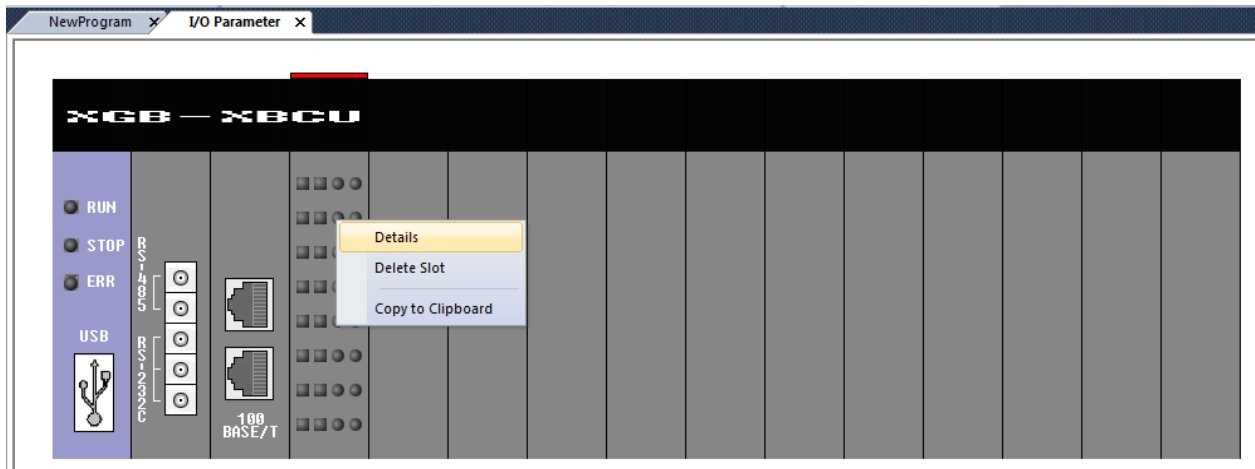 NewProgram
I/O Parameter
XGB-XBCU
RUN
STOP
ERR
USB
RS-485
RS-232C
100
BASE/T
Details
Delete Slot
Copy to Clipboard